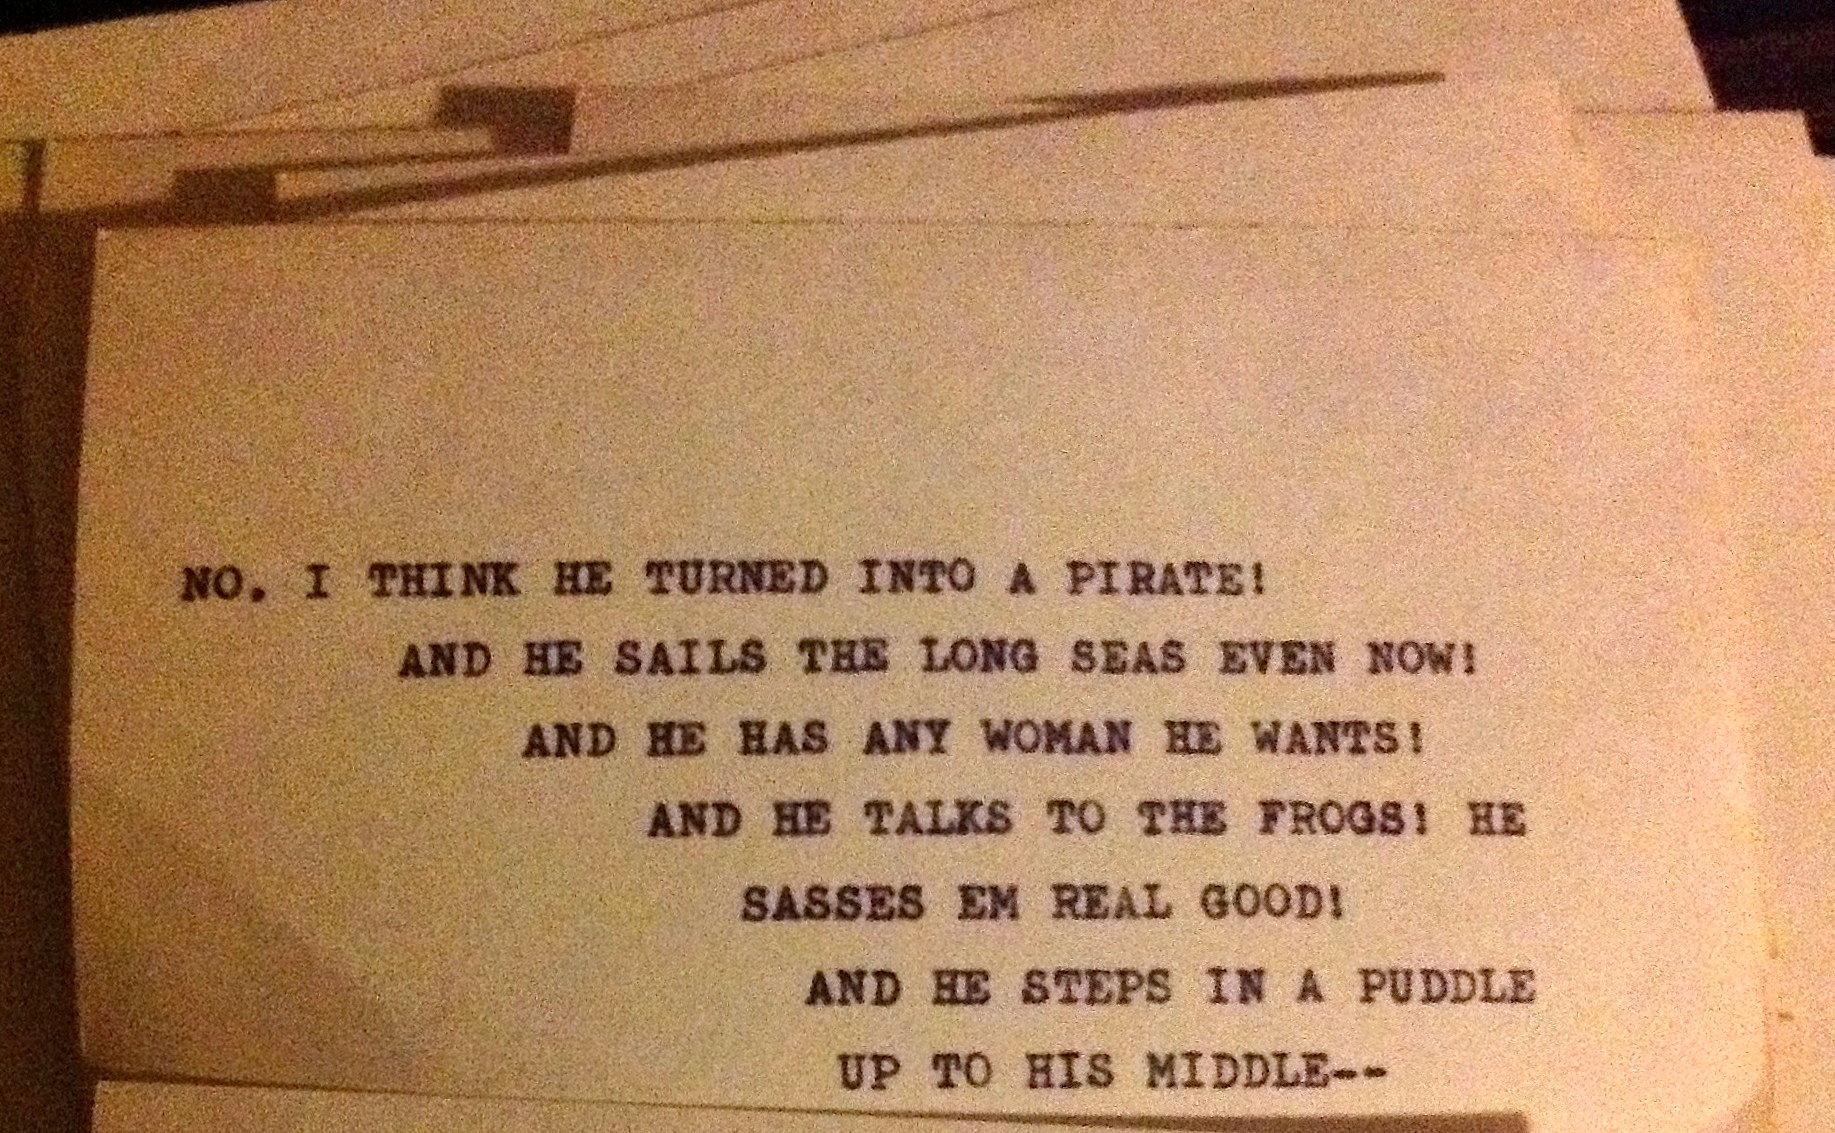 NO. I THINK HE TURNED INTO A PIRATE!
AND HE SAILS THE LONG SEAS EVEN NOW!
AND HE HAS ANY WOMAN HE WANTS!
AND HE TALKS TO THE FROGS! HE
SASSES EM REAL GOOD!
AND HE STEPS IN A PUDDLE
UP TO HIS MIDDLE--